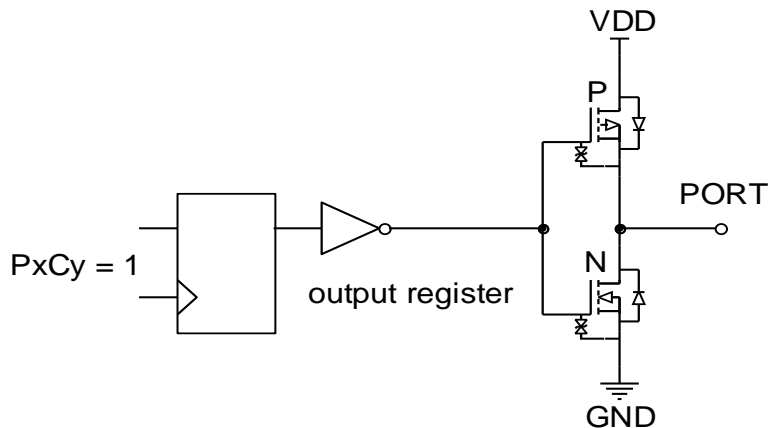 VDD
P
PORT
PxCy = 1
N
output register
GND